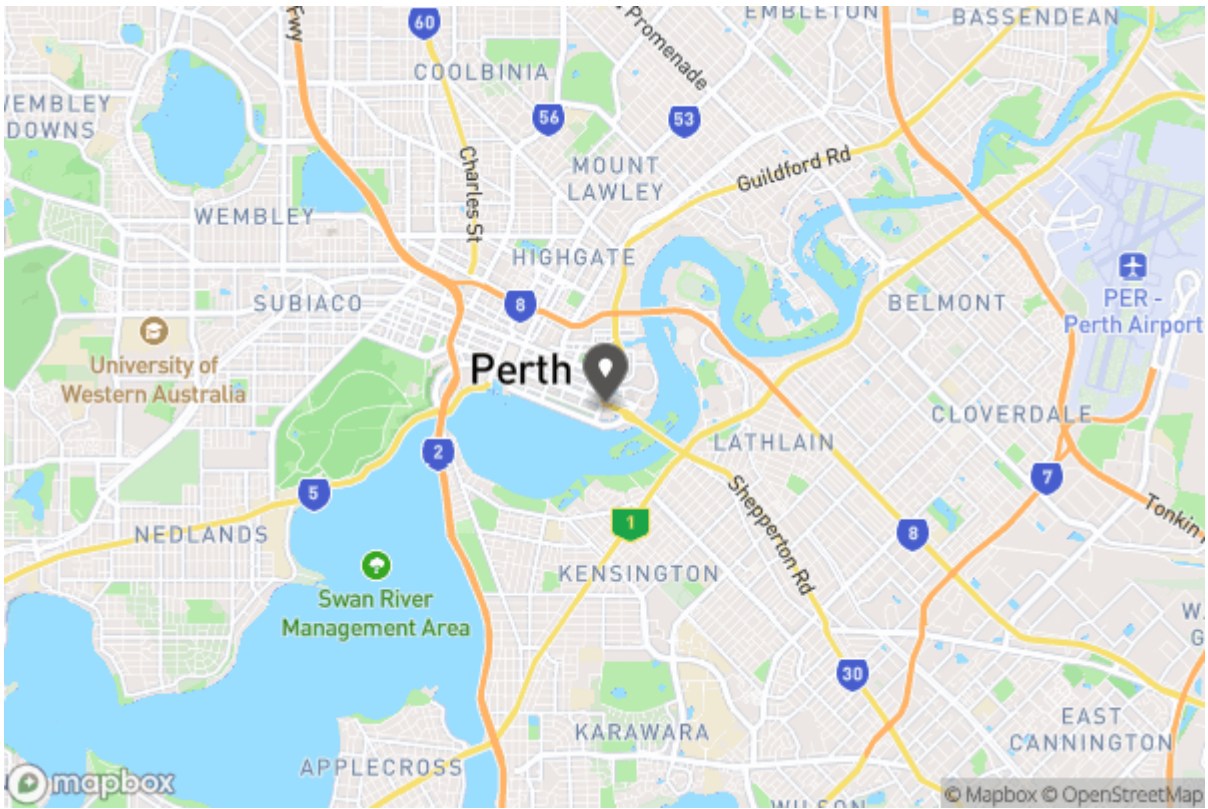 60
Fwy
Promenade
EMBLETON
BASSENDEAN
COOLBINIA
WEMBLEY
DOWNS
56
53
Charles St
MOUNT
LAWLEY
Guildford Rd
WEMBLEY
HIGHGATE
SUBIACO
8
BELMONT
PER -
Perth Airport
University of
Western Australia
Perth
CLOVERDALE
LATHLAIN
2
5
7
Shepperton Rd
Tonkin
NEDLANDS
1
8
KENSINGTON
Swan River
Management Area
30
KARAWARA
EAST
CANNINGTON
APPLECROSS
mapbox
WILSON
© Mapbox © OpenStreetMap